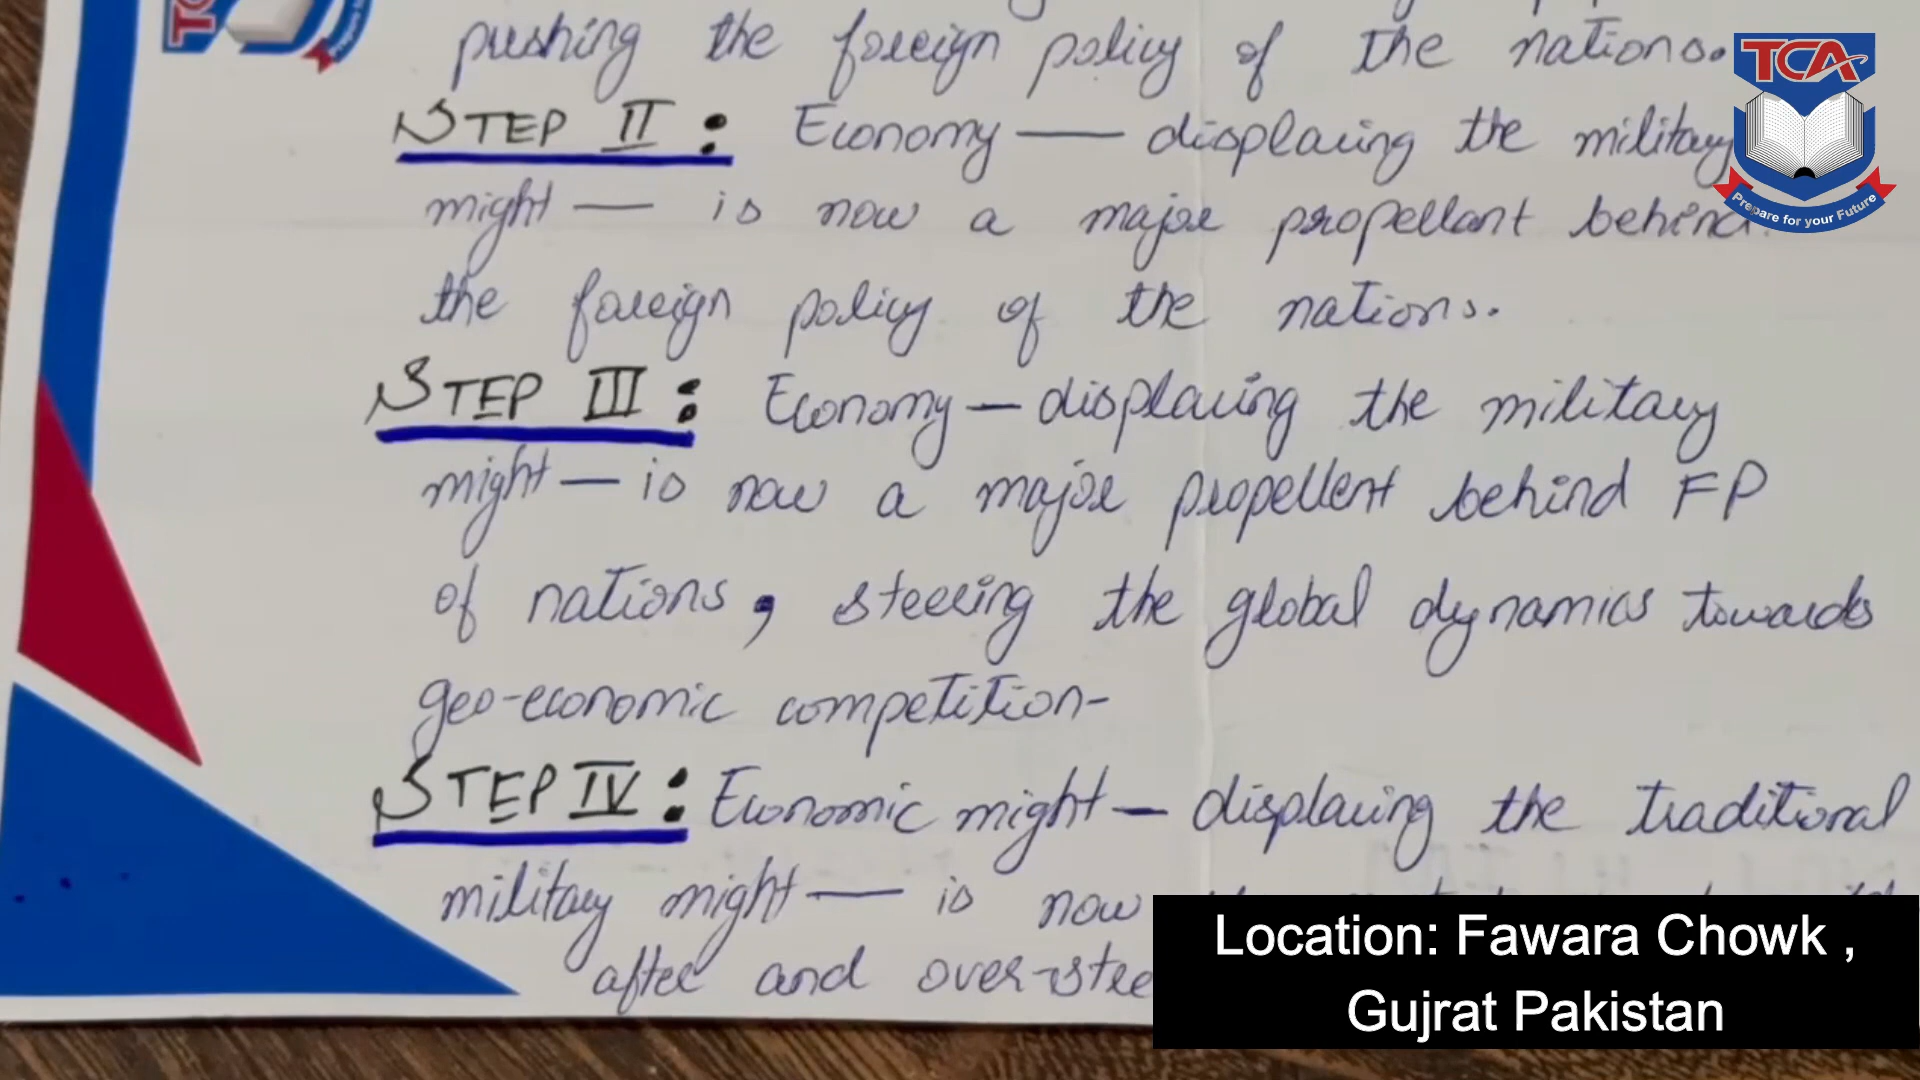 pushing the foreign policy of the nations.
STEP II : Economy — displacing the military
might — is now a major propellant behind
the foreign policy of the nations.
STEP III : Economy — displacing the military
might — is now a major propellent behind FP
of nations, steering the global dynamics towards
geo-economic competition-
STEP IV : Economic might — displacing the traditional
military might — is now
after and over-stee
TCA
Prepare for your Future
Location: Fawara Chowk ,
Gujrat Pakistan